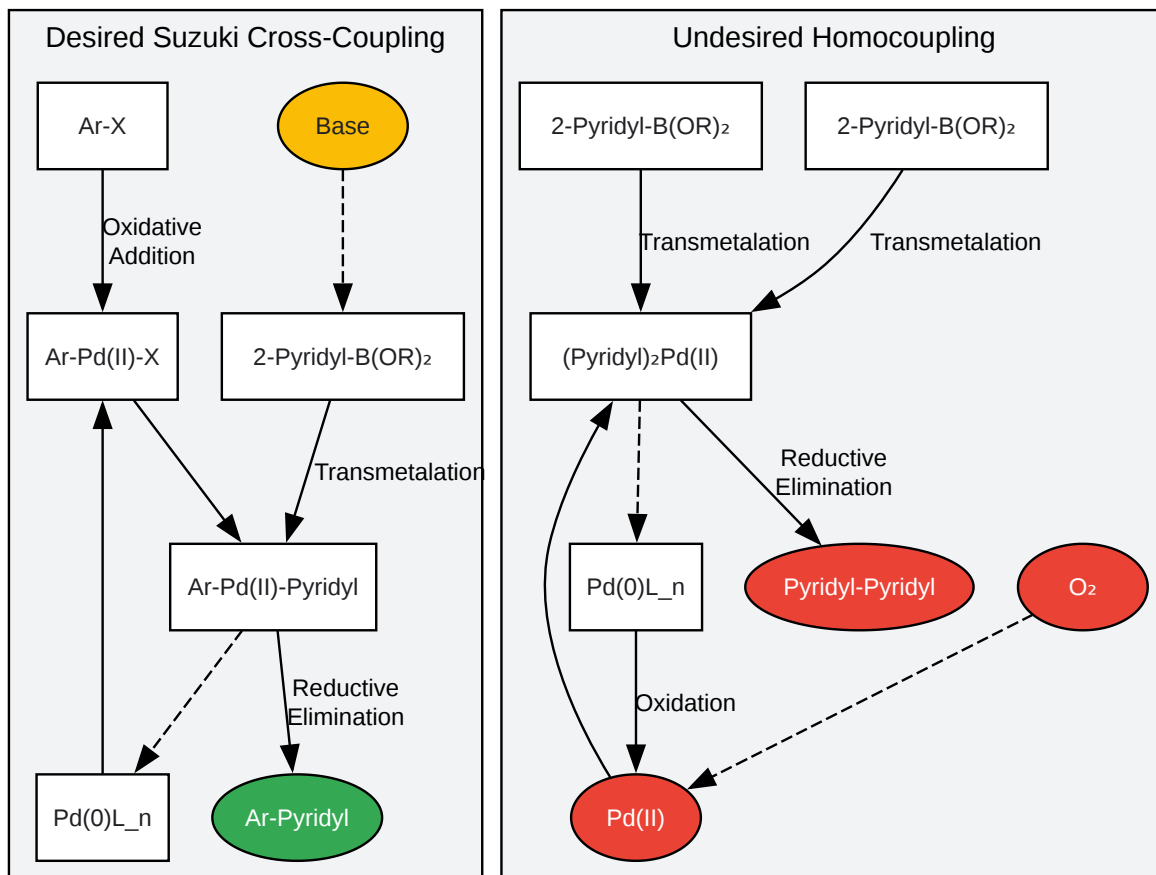 Desired Suzuki Cross-Coupling
Ar-X
Base
Oxidative
Addition
Ar-Pd(II)-X
2-Pyridyl-B(OR)₂
Transmetalation
Ar-Pd(II)-Pyridyl
Reductive
Elimination
Pd(0)L_n
Ar-Pyridyl
Undesired Homocoupling
2-Pyridyl-B(OR)₂
2-Pyridyl-B(OR)₂
Transmetalation
Transmetalation
(Pyridyl)₂Pd(II)
Reductive
Elimination
Pd(0)L_n
Pyridyl-Pyridyl
O₂
Oxidation
Pd(II)